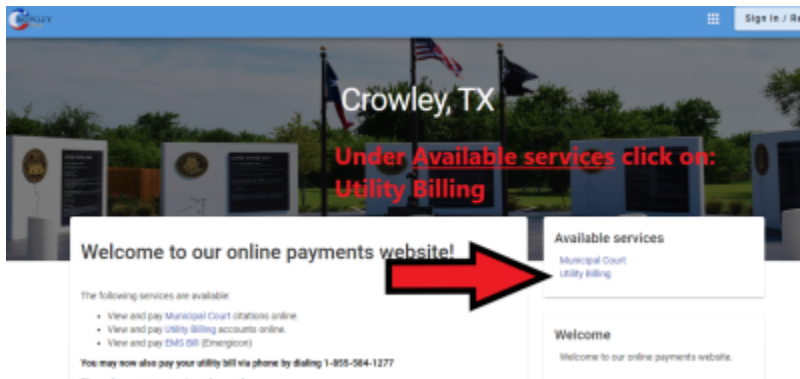 CROWLEY
Sign In / Re
Crowley, TX
Under Available services click on:
Utility Billing
Welcome to our online payments website!
The following services are available:
View and pay Municipal Court citations online.
View and pay Utility Billing accounts online.
View and pay EMS Bill (Emergicon)
You may now also pay your utility bill via phone by dialing 1-855-584-1277
Available services
Municipal Court
Utility Billing
Welcome
Welcome to our online payments website.